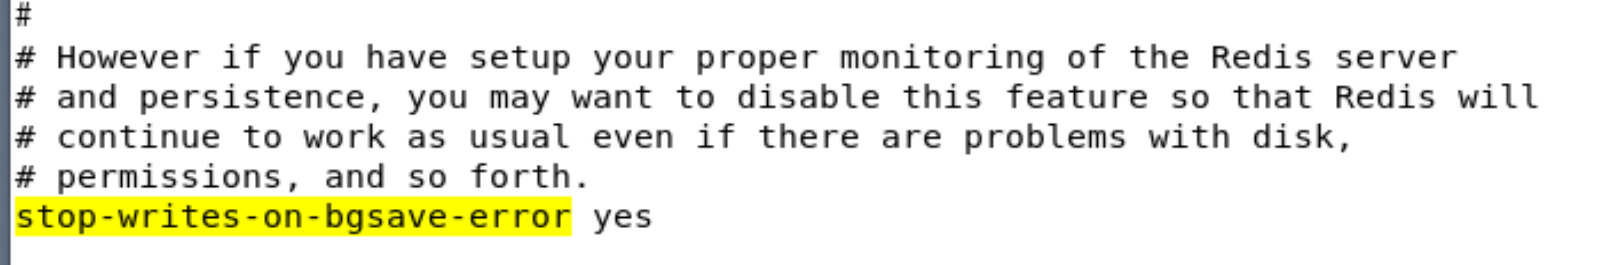 #
# However if you have setup your proper monitoring of the Redis server
# and persistence, you may want to disable this feature so that Redis will
# continue to work as usual even if there are problems with disk,
# permissions, and so forth.
stop-writes-on-bgsave-error yes